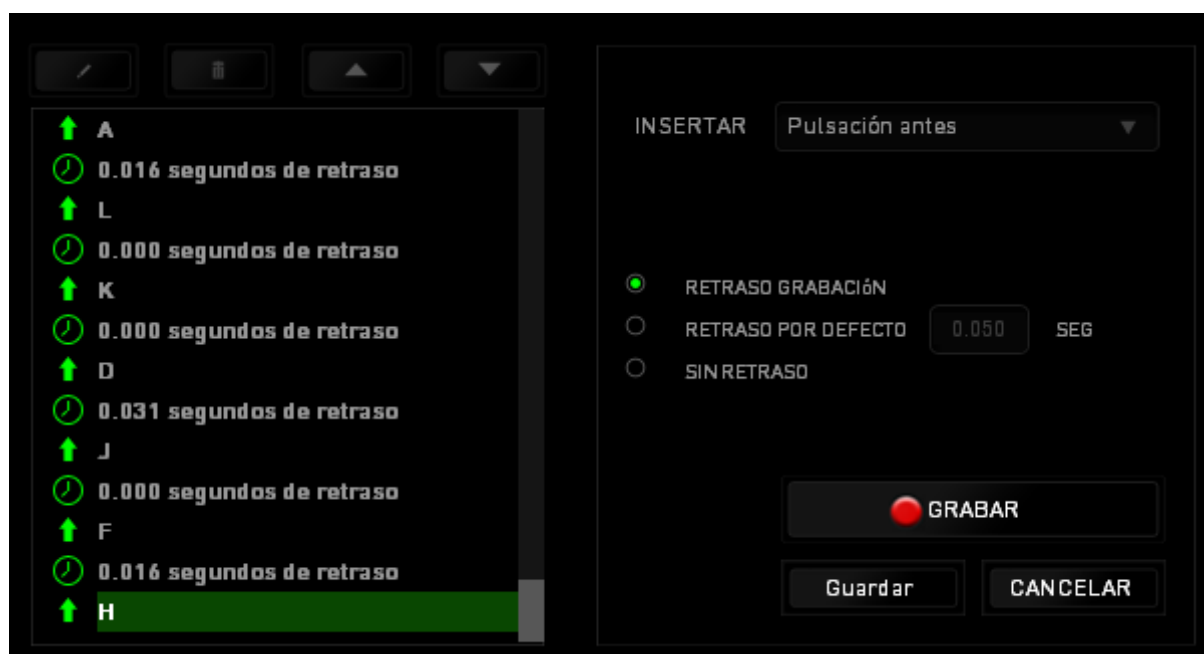 A
0.016 segundos de retraso
L
0.000 segundos de retraso
K
0.000 segundos de retraso
D
0.031 segundos de retraso
J
0.000 segundos de retraso
F
0.016 segundos de retraso
H
INSERTAR Pulsación antes
RETRASO GRABACIóN
RETRASO POR DEFECTO 0.050 SEG
SIN RETRASO
GRABAR
Guardar CANCELAR